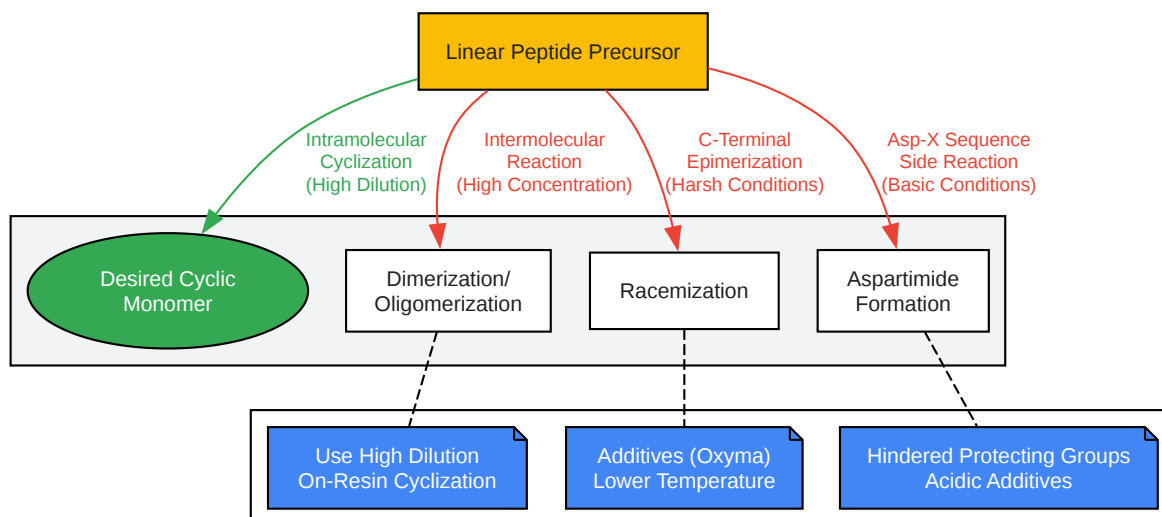 Linear Peptide Precursor
Intramolecular
Cyclization
(High Dilution)
Intermolecular
Reaction
(High Concentration)
C-Terminal
Epimerization
(Harsh Conditions)
Asp-X Sequence
Side Reaction
(Basic Conditions)
Desired Cyclic
Monomer
Dimerization/
Oligomerization
Racemization
Aspartimide
Formation
Use High Dilution
On-Resin Cyclization
Additives (Oxyma)
Lower Temperature
Hindered Protecting Groups
Acidic Additives